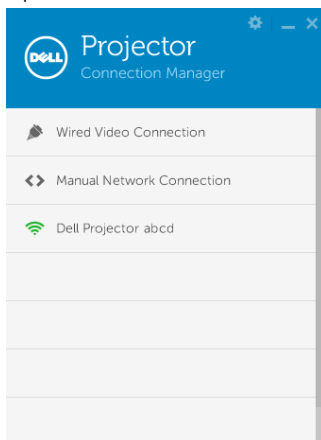 DELL
Projector
Connection Manager
Wired Video Connection
Manual Network Connection
Dell Projector abcd